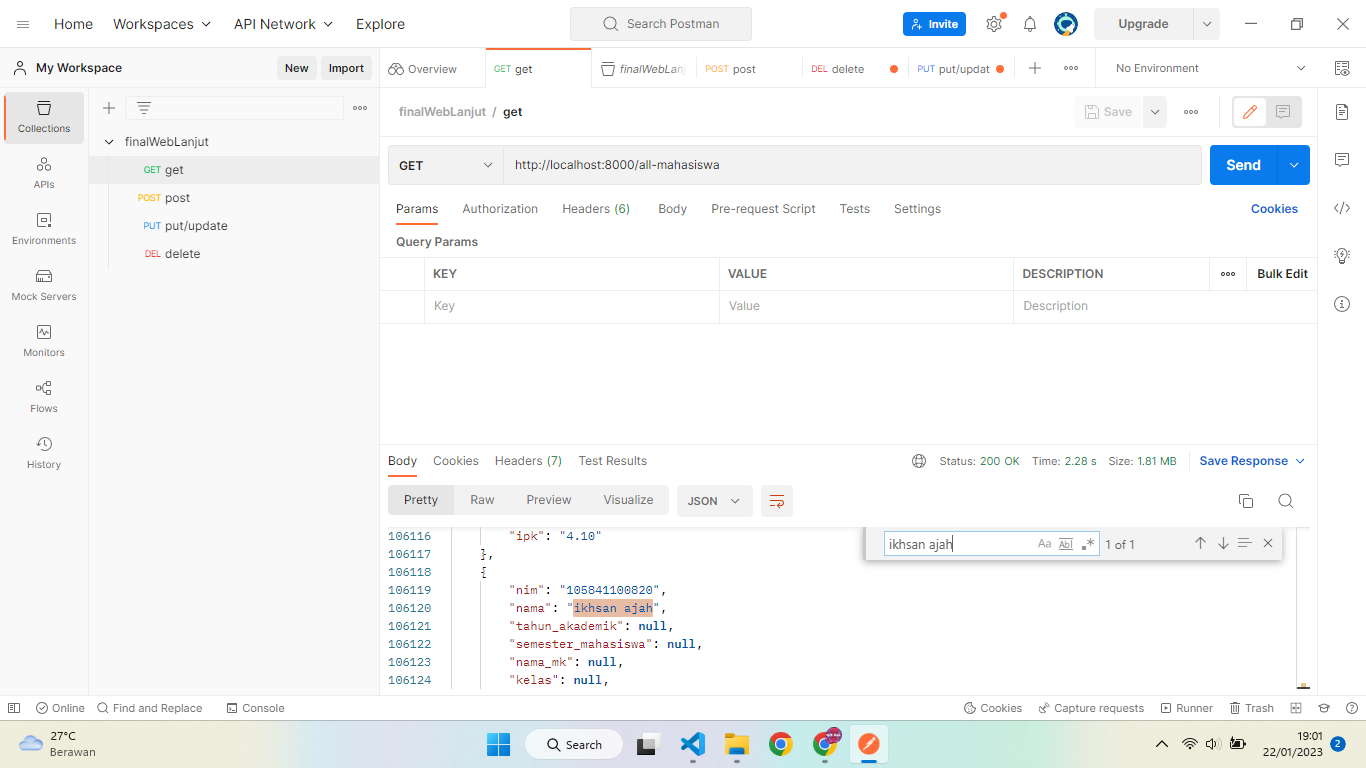 Home Workspaces API Network Explore Search Postman Invite Upgrade
My Workspace New Import Overview GET get finalWebLanj POST post DEL delete PUT put/updat No Environment
Collections
APIs
Environments
Mock Servers
Monitors
Flows
History
finalWebLanjut
GET get
POST post
PUT put/update
DEL delete
finalWebLanjut / get Save
GET http://localhost:8000/all-mahasiswa Send
Params Authorization Headers (6) Body Pre-request Script Tests Settings Cookies
Query Params
KEY VALUE DESCRIPTION Bulk Edit
Key Value Description
Body Cookies Headers (7) Test Results Status: 200 OK Time: 2.28 s Size: 1.81 MB Save Response
Pretty Raw Preview Visualize JSON
ikhsan ajah Aa Abl .* 1 of 1
106116 "ipk": "4.10"
106117 },
106118 {
106119 "nim": "105841100820",
106120 "nama": "ikhsan ajah",
106121 "tahun_akademik": null,
106122 "semester_mahasiswa": null,
106123 "nama_mk": null,
106124 "kelas": null,
Online Find and Replace Console Cookies Capture requests Runner Trash
27°C
Berawan
Search
19:01
22/01/2023 2